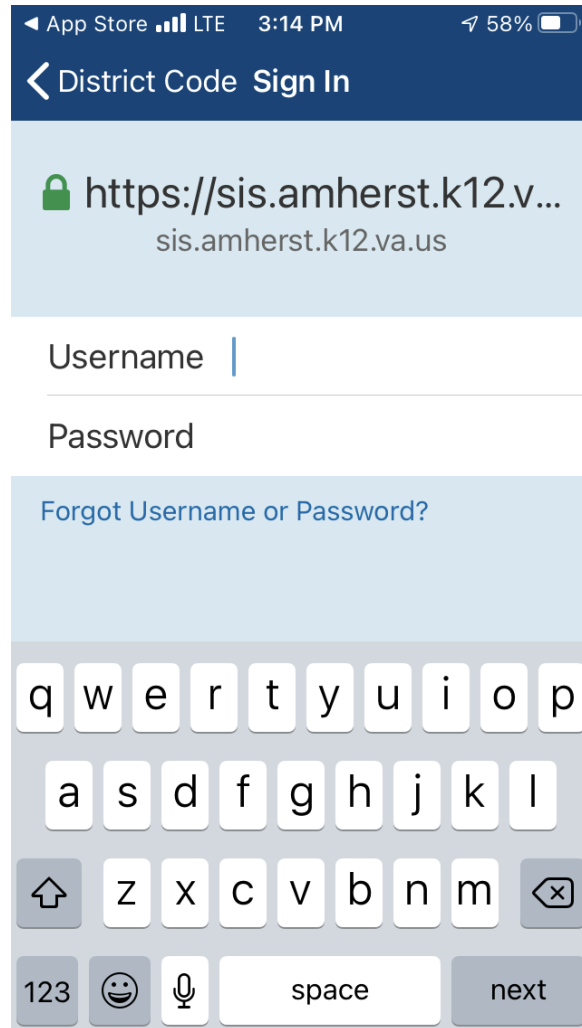 App Store LTE 3:14 PM 58%
District Code Sign In
https://sis.amherst.k12.v...
sis.amherst.k12.va.us
Username
Password
Forgot Username or Password?
q w e r t y u i o p
a s d f g h j k l
z x c v b n m
123 space next